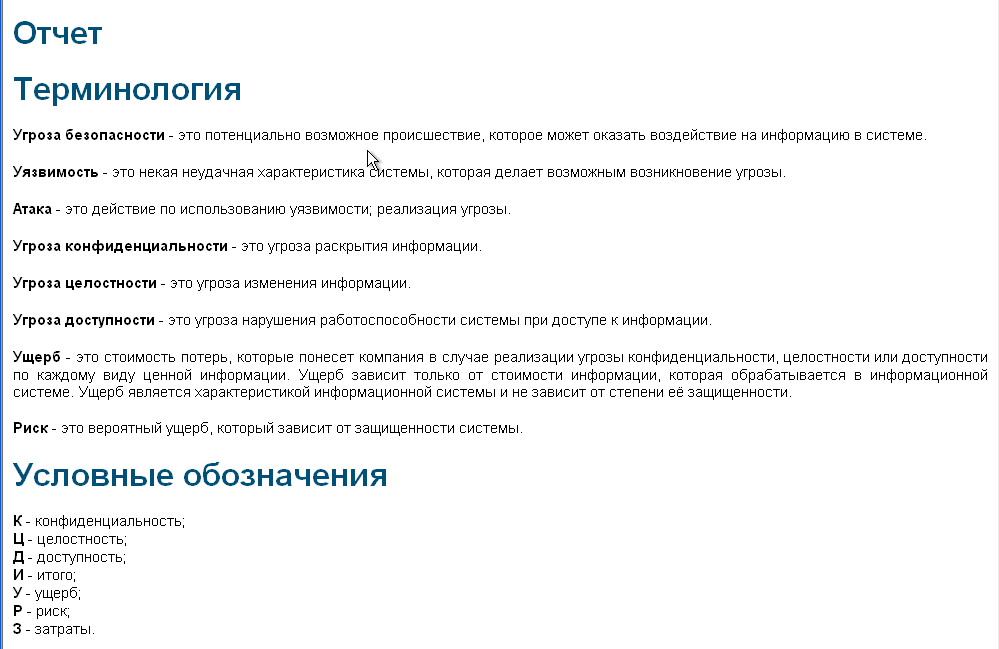 Отчет
Терминология
Угроза безопасности - это потенциально возможное происшествие, которое может оказать воздействие на информацию в системе.
Уязвимость - это некая неудачная характеристика системы, которая делает возможным возникновение угрозы.
Атака - это действие по использованию уязвимости; реализация угрозы.
Угроза конфиденциальности - это угроза раскрытия информации.
Угроза целостности - это угроза изменения информации.
Угроза доступности - это угроза нарушения работоспособности системы при доступе к информации.
Ущерб - это стоимость потерь, которые понесет компания в случае реализации угрозы конфиденциальности, целостности или доступности
по каждому виду ценной информации. Ущерб зависит только от стоимости информации, которая обрабатывается в информационной
системе. Ущерб является характеристикой информационной системы и не зависит от степени её защищенности.
Риск - это вероятный ущерб, который зависит от защищенности системы.
Условные обозначения
К - конфиденциальность;
Ц - целостность;
Д - доступность;
И - итого;
У - ущерб;
Р - риск;
З - затраты.